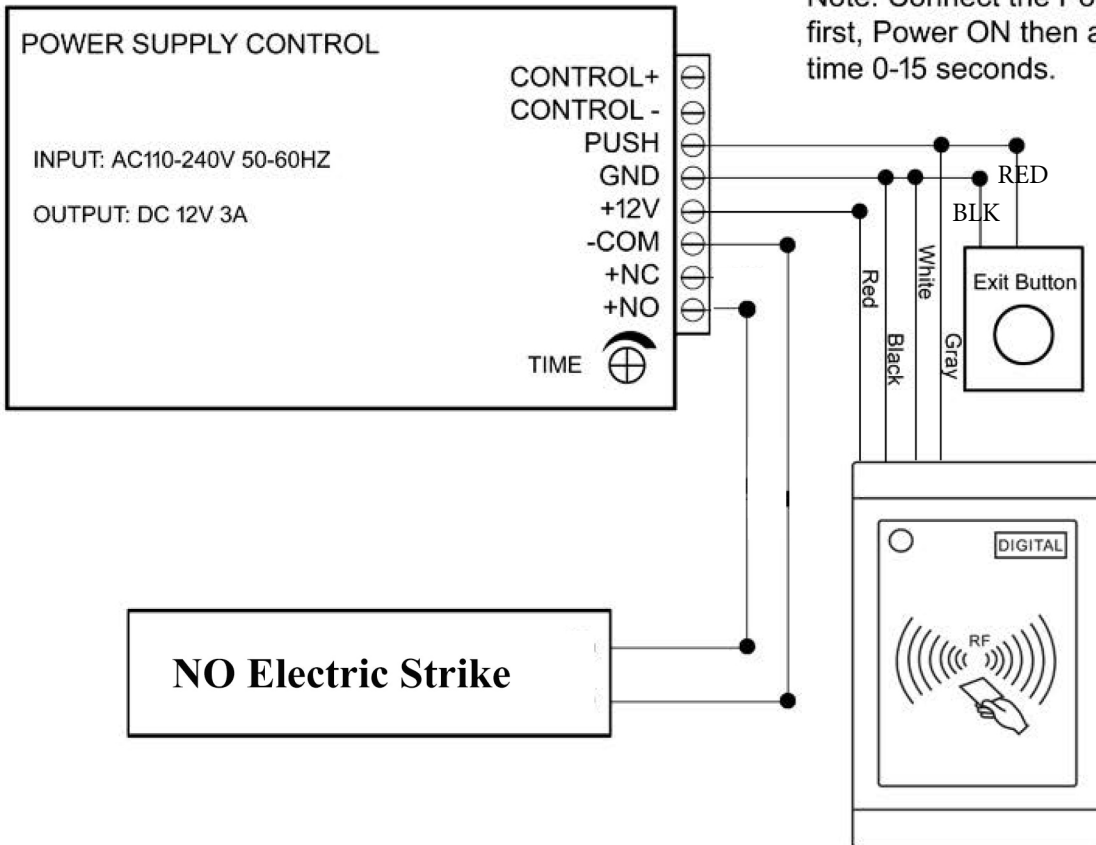 Note: Connect the Po
first, Power ON then a
time 0-15 seconds.
POWER SUPPLY CONTROL
INPUT: AC110-240V 50-60HZ
OUTPUT: DC 12V 3A
CONTROL+
CONTROL -
PUSH
GND
+12V
-COM
+NC
+NO
TIME
RED
BLK
Red
Black
White
Gray
Exit Button
NO Electric Strike
DIGITAL
RF